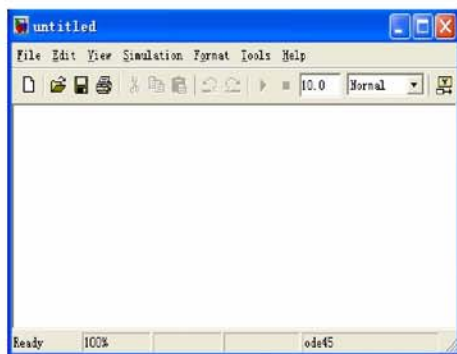 untitled
File Edit View Simulation Format Tools Help
10.0 Normal
Ready 100% ode45